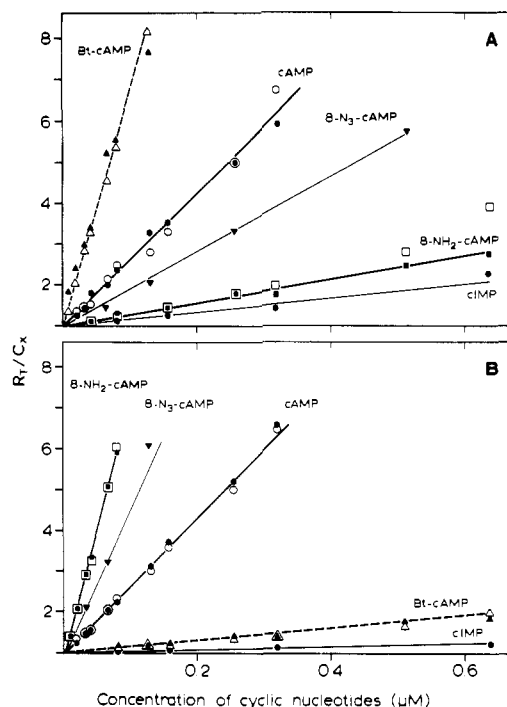 8
A
Bt-cAMP
cAMP
6
8-N₃-cAMP
4
8-NH₂-cAMP
2
cIMP
R_T/C_X
8
B
8-NH₂-cAMP
8-N₃-cAMP
cAMP
6
4
Bt-cAMP
2
cIMP
0.2 0.4 0.6
Concentration of cyclic nucleotides (µM)